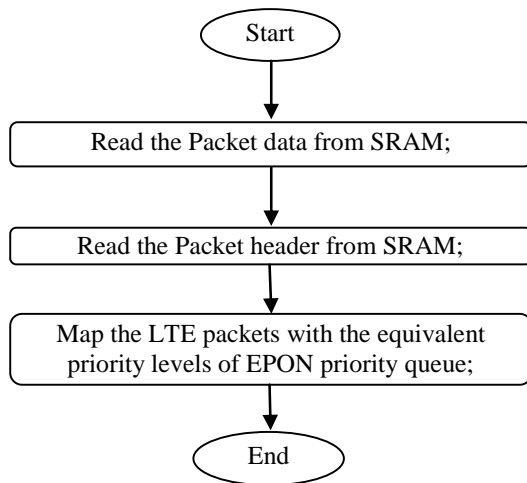 Start
Read the Packet data from SRAM;
Read the Packet header from SRAM;
Map the LTE packets with the equivalent
priority levels of EPON priority queue;
End